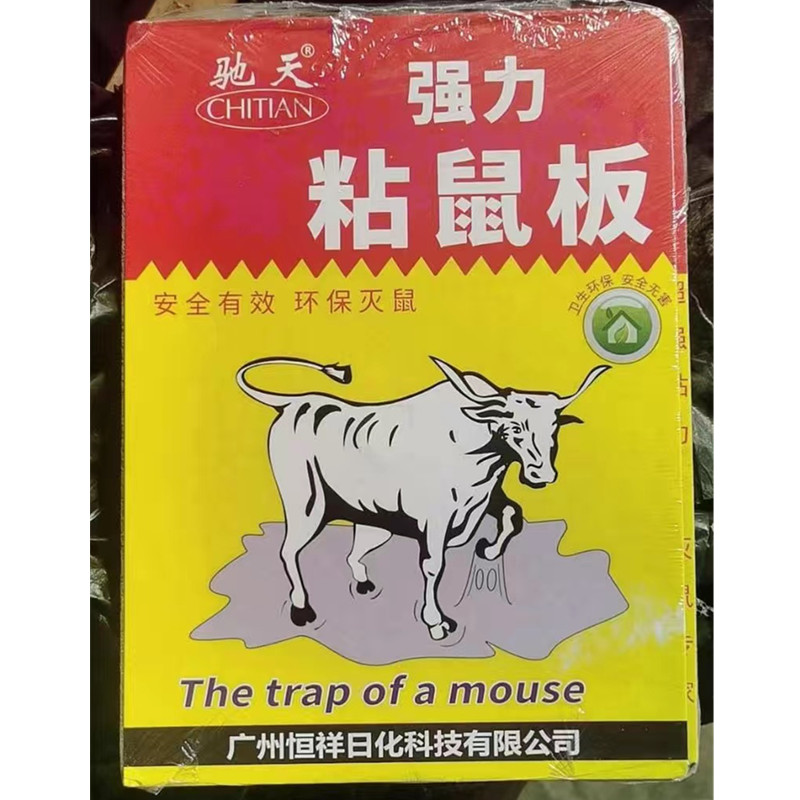 驰天®
CHITIAN
强力
粘鼠板
安全有效 环保灭鼠
卫生环保 安全无害
The trap of a mouse
广州恒祥日化科技有限公司